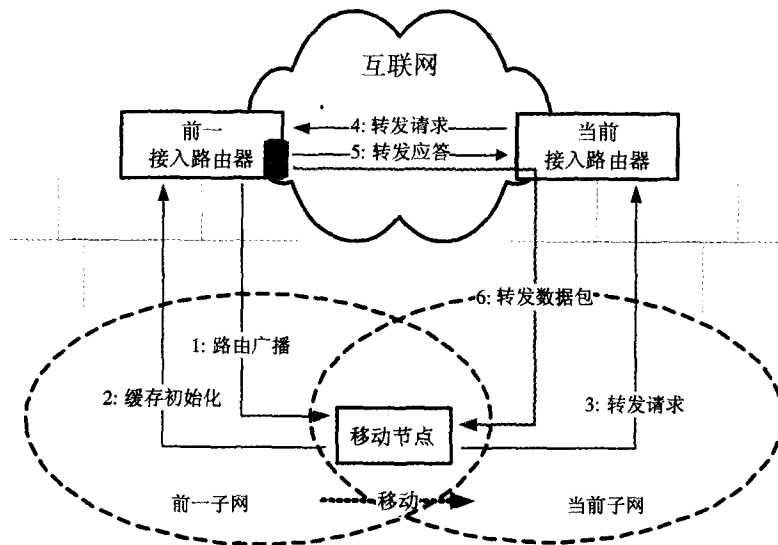 互联网
前一
接入路由器
4: 转发请求
5: 转发应答
当前
接入路由器
6: 转发数据包
1: 路由广播
2: 缓存初始化
3: 转发请求
移动节点
前一子网
移动
当前子网